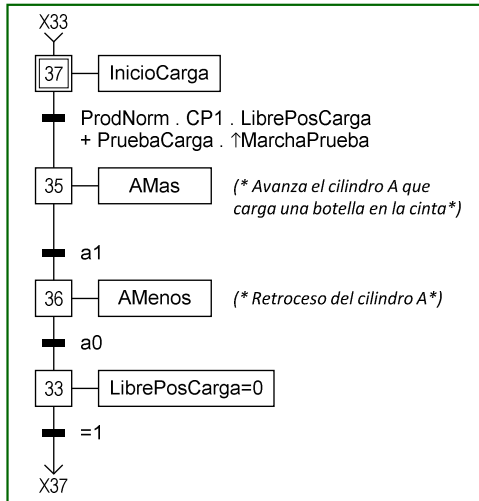 X33
37 InicioCarga
ProdNorm . CP1 . LibrePosCarga
+ PruebaCarga . ↑MarchaPrueba
35 AMas (* Avanza el cilindro A que
carga una botella en la cinta*)
a1
36 AMenos (* Retroceso del cilindro A*)
a0
33 LibrePosCarga=0
=1
X37